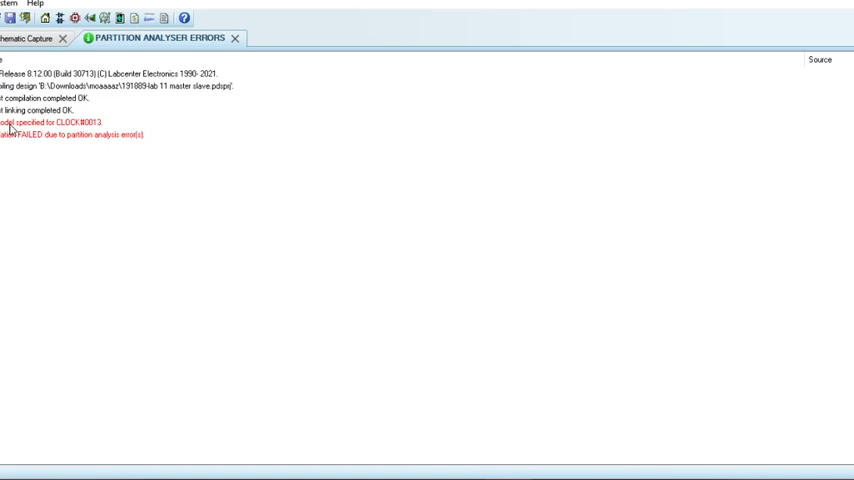 stem Help
hematic Capture PARTITION ANALYSER ERRORS
e Source
Release 8.12.00 (Build 30713) (C) Labcenter Electronics 1990- 2021.
iling design 'B:\Downloads\moaaaaz\191889-lab 11 master slave.pdsprj'.
t compilation completed OK.
t linking completed OK.
odel specified for CLOCK#0013.
ation FAILED due to partition analysis error(s).